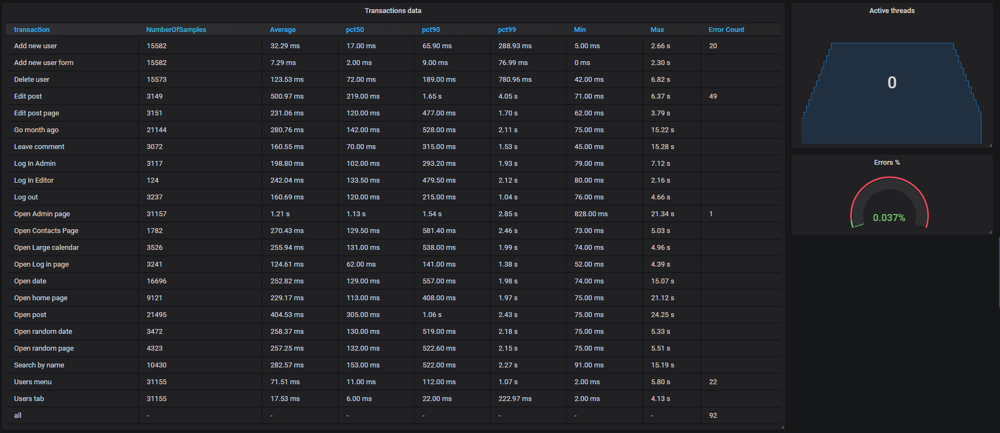 Transactions data
transaction NumberOfSamples Average pct50 pct90 pct99 Min Max Error Count
Add new user 15582 32.29 ms 17.00 ms 65.90 ms 288.93 ms 5.00 ms 2.66 s 20
Add new user form 15582 7.29 ms 2.00 ms 9.00 ms 76.99 ms 0 ms 2.30 s
Delete user 15573 123.53 ms 72.00 ms 189.00 ms 780.96 ms 42.00 ms 6.82 s
Edit post 3149 500.97 ms 219.00 ms 1.65 s 4.05 s 71.00 ms 6.37 s 49
Edit post page 3151 231.06 ms 120.00 ms 477.00 ms 1.70 s 62.00 ms 3.79 s
Go month ago 21144 280.76 ms 142.00 ms 528.00 ms 2.11 s 75.00 ms 15.22 s
Leave comment 3072 160.55 ms 70.00 ms 315.00 ms 1.53 s 45.00 ms 15.28 s
Log In Admin 3117 198.80 ms 102.00 ms 293.20 ms 1.93 s 79.00 ms 7.12 s
Log In Editor 124 242.04 ms 133.50 ms 479.50 ms 2.12 s 80.00 ms 2.16 s
Log out 3237 160.69 ms 120.00 ms 215.00 ms 1.04 s 76.00 ms 4.66 s
Open Admin page 31157 1.21 s 1.13 s 1.54 s 2.85 s 828.00 ms 21.34 s 1
Open Contacts Page 1782 270.43 ms 129.50 ms 581.40 ms 2.46 s 73.00 ms 5.03 s
Open Large calendar 3526 255.94 ms 131.00 ms 538.00 ms 1.99 s 74.00 ms 4.96 s
Open Log in page 3241 124.61 ms 62.00 ms 141.00 ms 1.38 s 52.00 ms 4.39 s
Open date 16696 252.82 ms 129.00 ms 557.00 ms 1.98 s 74.00 ms 15.07 s
Open home page 9121 229.17 ms 113.00 ms 408.00 ms 1.97 s 75.00 ms 21.12 s
Open post 21495 404.53 ms 305.00 ms 1.06 s 2.43 s 75.00 ms 24.25 s
Open random date 3472 258.37 ms 130.00 ms 519.00 ms 2.18 s 75.00 ms 5.33 s
Open random page 4323 257.25 ms 132.00 ms 522.60 ms 2.15 s 75.00 ms 5.51 s
Search by name 10430 282.57 ms 153.00 ms 522.00 ms 2.27 s 91.00 ms 15.19 s
Users menu 31155 71.51 ms 11.00 ms 112.00 ms 1.07 s 2.00 ms 5.80 s 22
Users tab 31155 17.53 ms 6.00 ms 22.00 ms 222.97 ms 2.00 ms 4.13 s
all - - - - - - - 92
Active threads
0
Errors %
0.037%